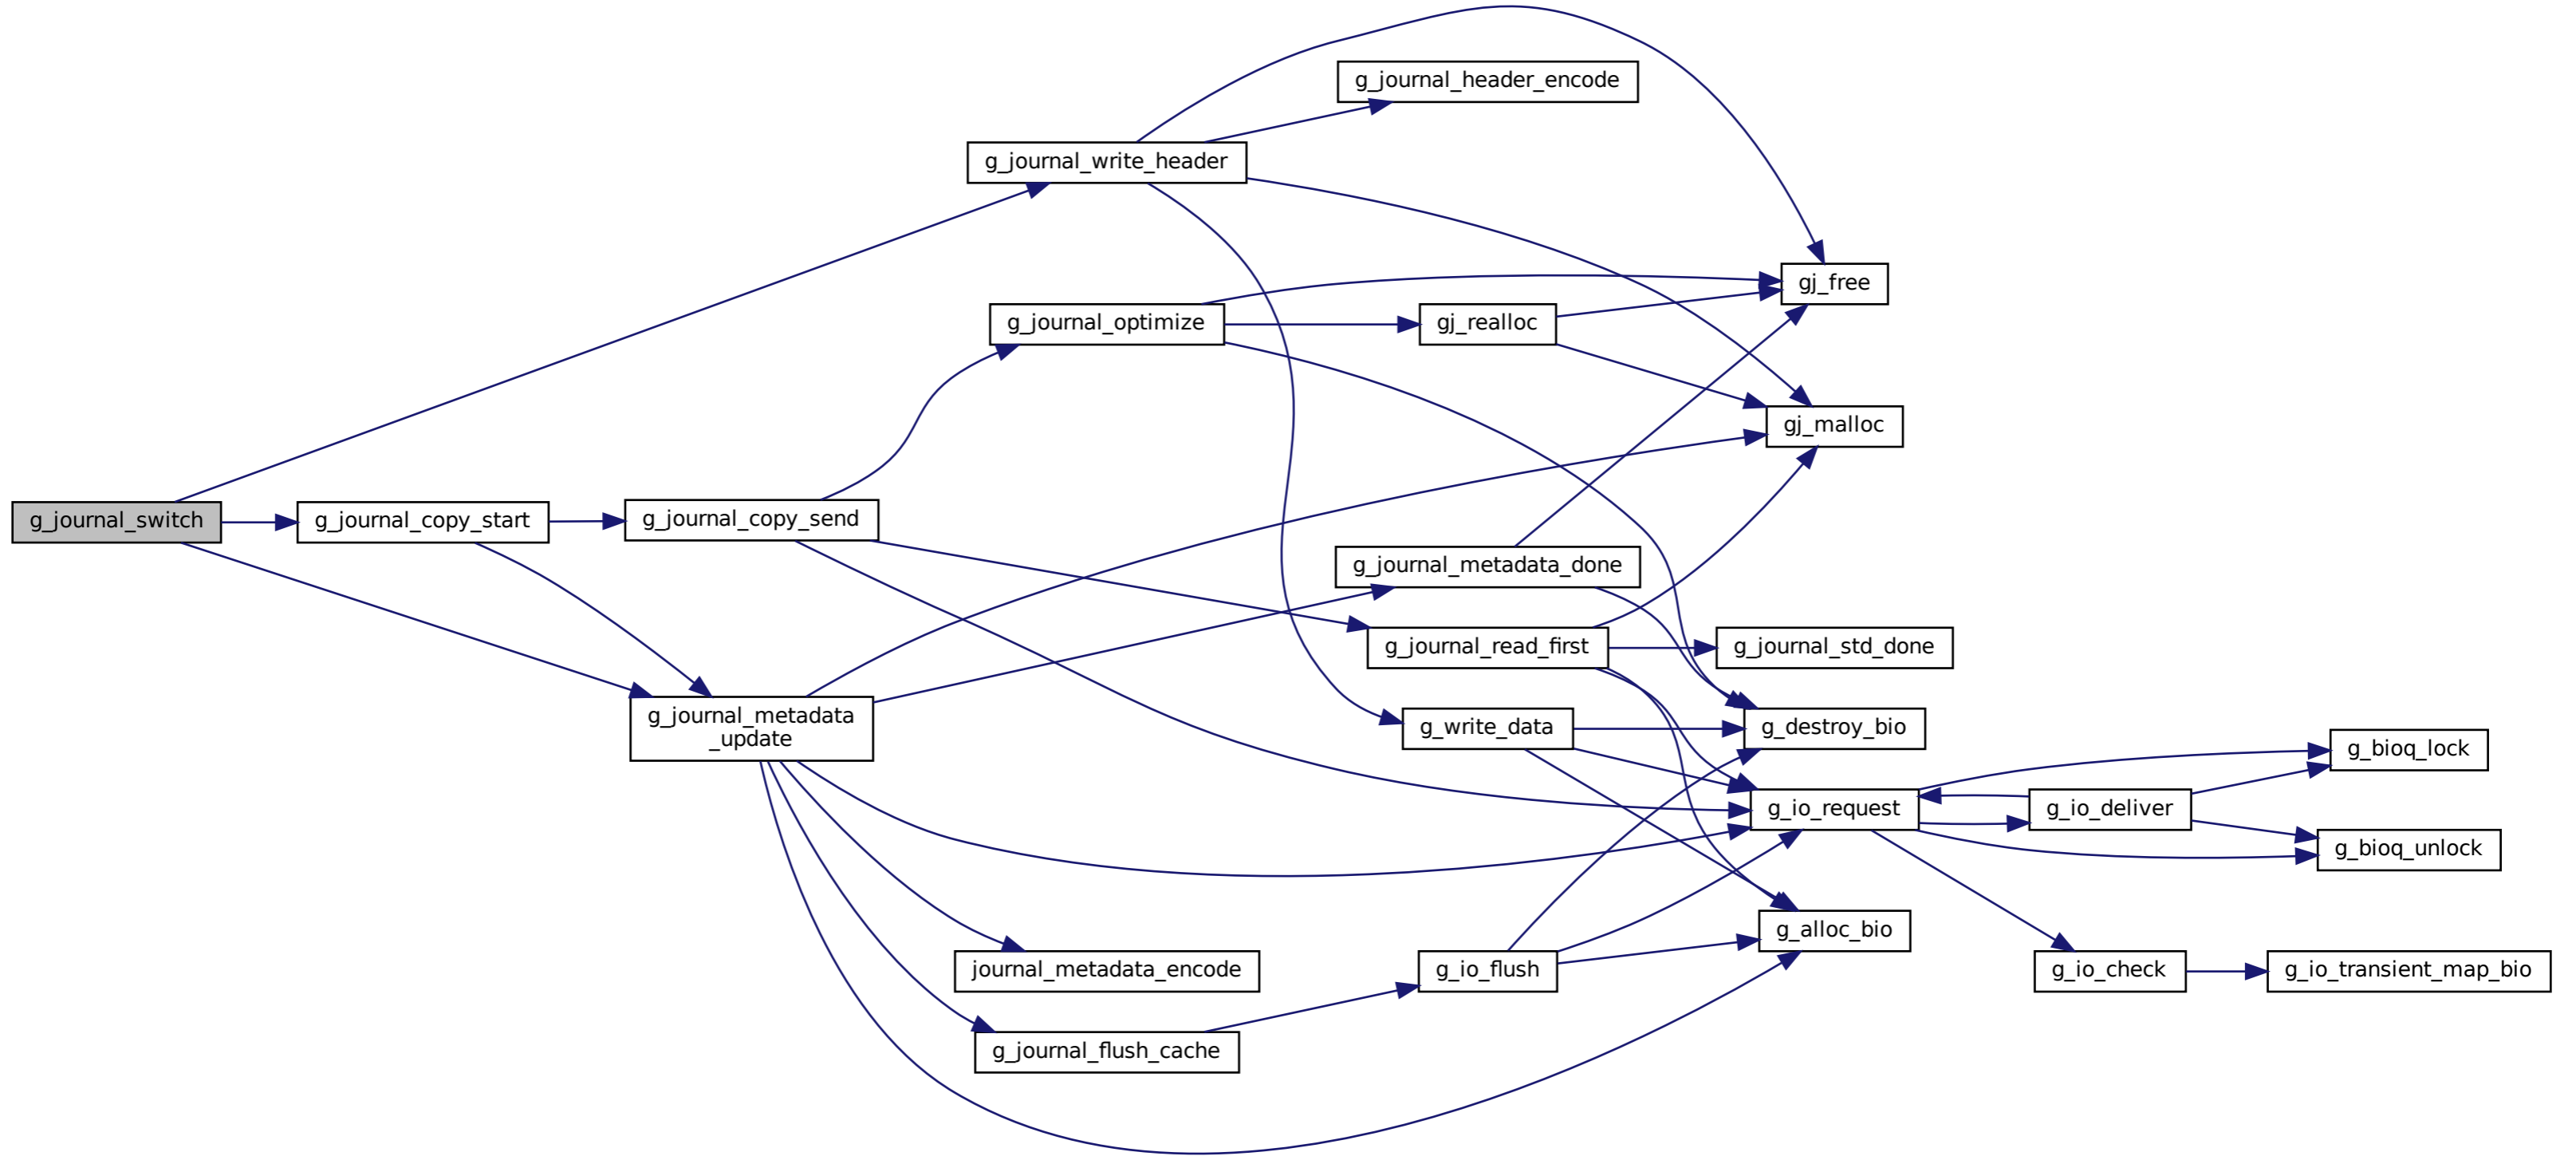 g_journal_switch
g_journal_copy_start
g_journal_copy_send
g_journal_metadata
_update
g_journal_write_header
g_journal_optimize
journal_metadata_encode
g_journal_flush_cache
g_journal_header_encode
gj_realloc
g_journal_metadata_done
g_journal_read_first
g_write_data
g_io_flush
gj_free
gj_malloc
g_journal_std_done
g_destroy_bio
g_io_request
g_alloc_bio
g_io_deliver
g_io_check
g_bioq_lock
g_bioq_unlock
g_io_transient_map_bio